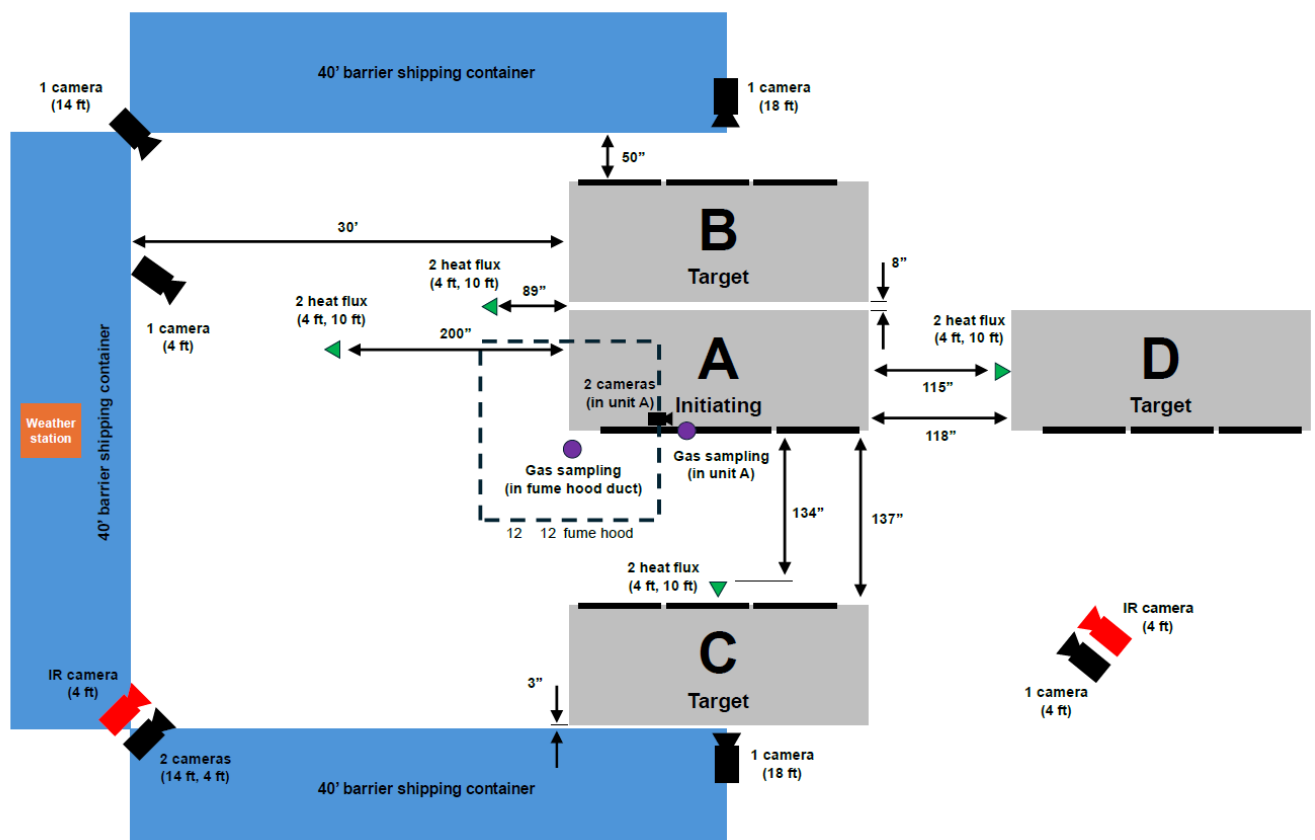 40’ barrier shipping container
1 camera
(14 ft)
1 camera
(18 ft)
50”
B
Target
30’
2 heat flux
(4 ft, 10 ft)
89”
8”
2 heat flux
(4 ft, 10 ft)
200”
1 camera
(4 ft)
40’ barrier shipping container
Weather
station
A
Initiating
2 cameras
(in unit A)
2 heat flux
(4 ft, 10 ft)
115”
118”
D
Target
Gas sampling
(in fume hood duct)
Gas sampling
(in unit A)
12 12 fume hood
134”
137”
2 heat flux
(4 ft, 10 ft)
C
Target
3”
IR camera
(4 ft)
1 camera
(4 ft)
IR camera
(4 ft)
2 cameras
(14 ft, 4 ft)
1 camera
(18 ft)
40’ barrier shipping container